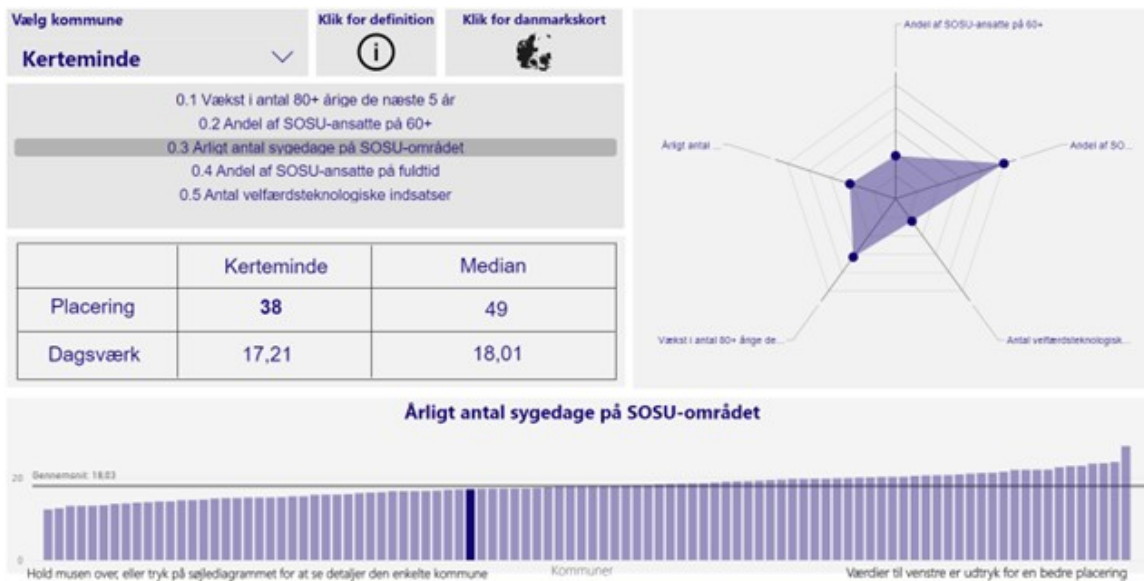 Vælg kommune
Kerteminde
Klik for definition
i
Klik for danmarkskort
0.1 Vækst i antal 80+ årige de næste 5 år
0.2 Andel af SOSU-ansatte på 60+
0.3 Årligt antal sygedage på SOSU-området
0.4 Andel af SOSU-ansatte på fuldtid
0.5 Antal velfærdsteknologiske indsatser
Kerteminde Median
Placering 38 49
Dagsværk 17,21 18,01
Andel af SOSU-ansatte på 60+
Årligt antal ...
Andel af SO...
Vækst i antal 80+ årige de...
Antal velfærdsteknologisk...
Årligt antal sygedage på SOSU-området
Gennemsnit: 18,03
20
0
Kommuner
Hold musen over, eller tryk på søjlediagrammet for at se detaljer den enkelte kommune
Værdier til venstre er udtryk for en bedre placering